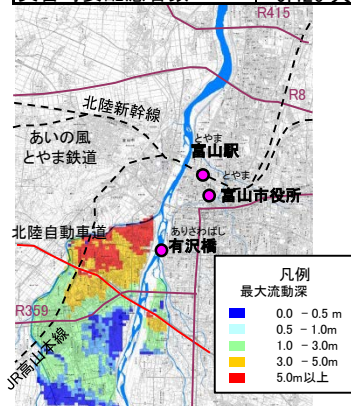 R415
R8
北陸新幹線
あいの風
とやま鉄道
とやま
富山駅
とやま
富山市役所
北陸自動車道
ありさわばし
有沢橋
R359
JR高山本線
凡例
最大流動深
0.0 - 0.5 m
0.5 - 1.0m
1.0 - 3.0m
3.0 - 5.0m
5.0m以上